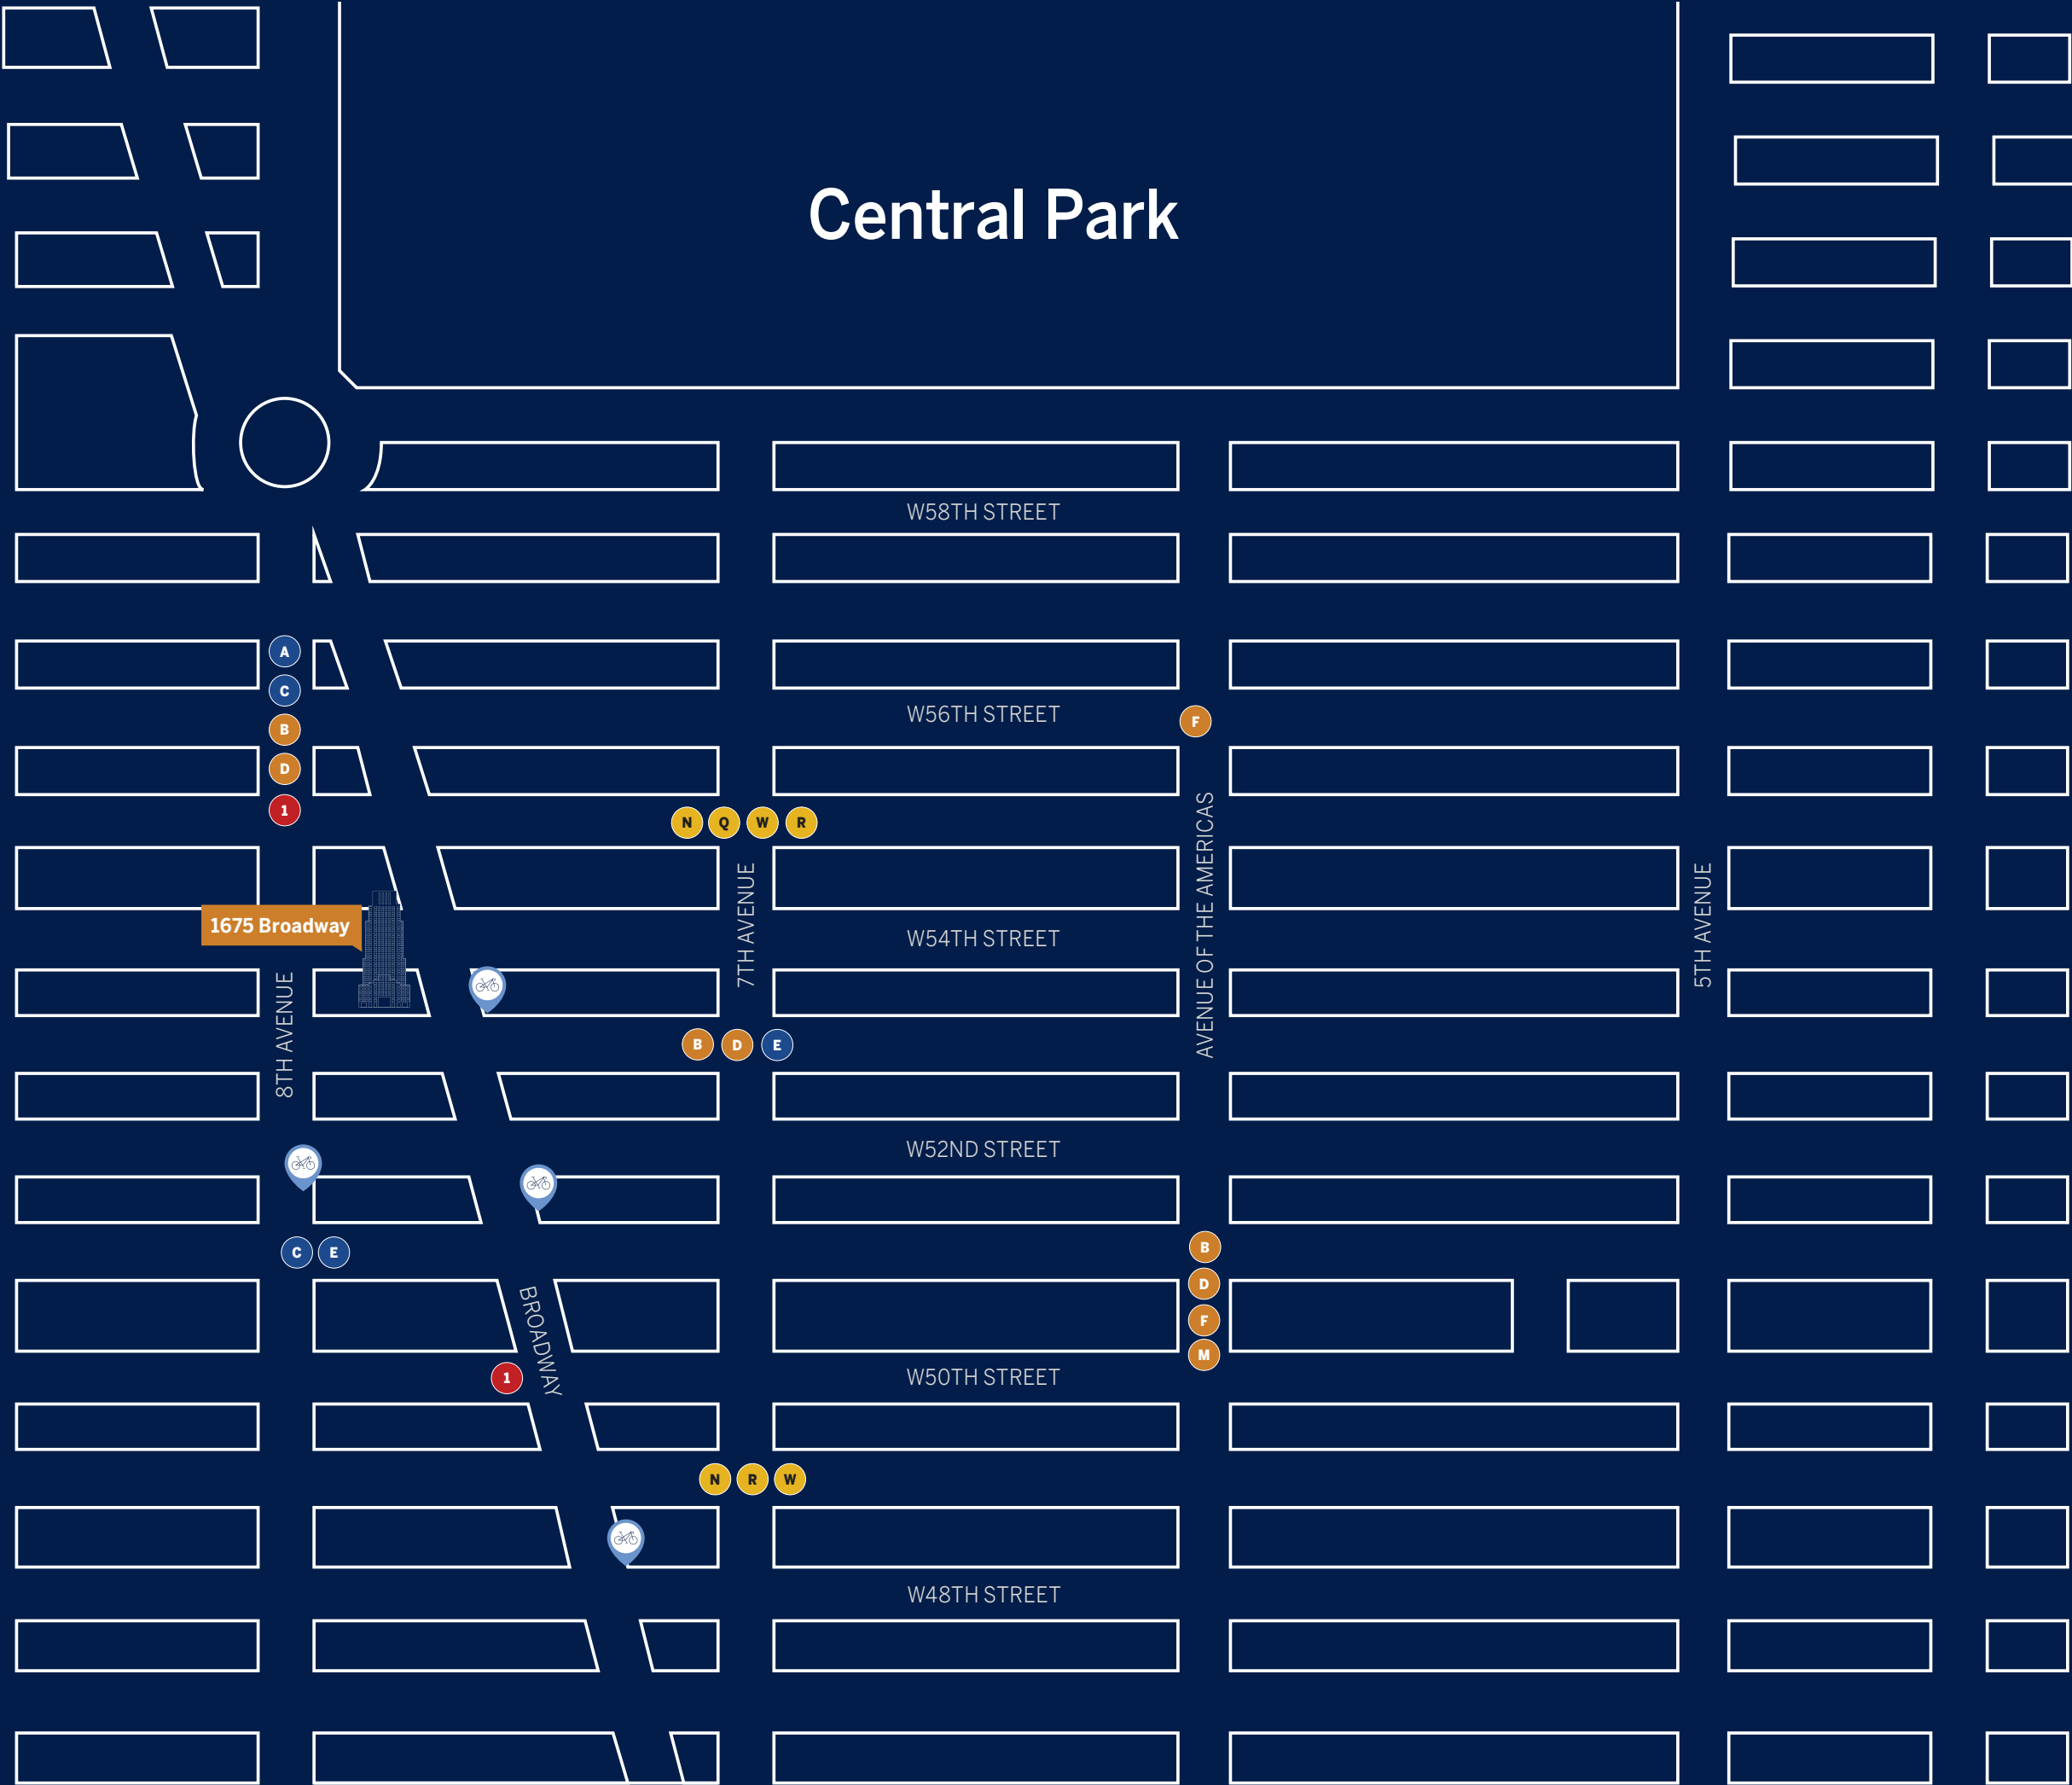 Central Park
W58TH STREET
A
C
W56TH STREET
F
B
D
1
N Q W R
AVENUE OF THE AMERICAS
7TH AVENUE
5TH AVENUE
1675 Broadway
W54TH STREET
8TH AVENUE
B D E
W52ND STREET
C E
B
D
F
M
BROADWAY
1
W50TH STREET
N R W
W48TH STREET